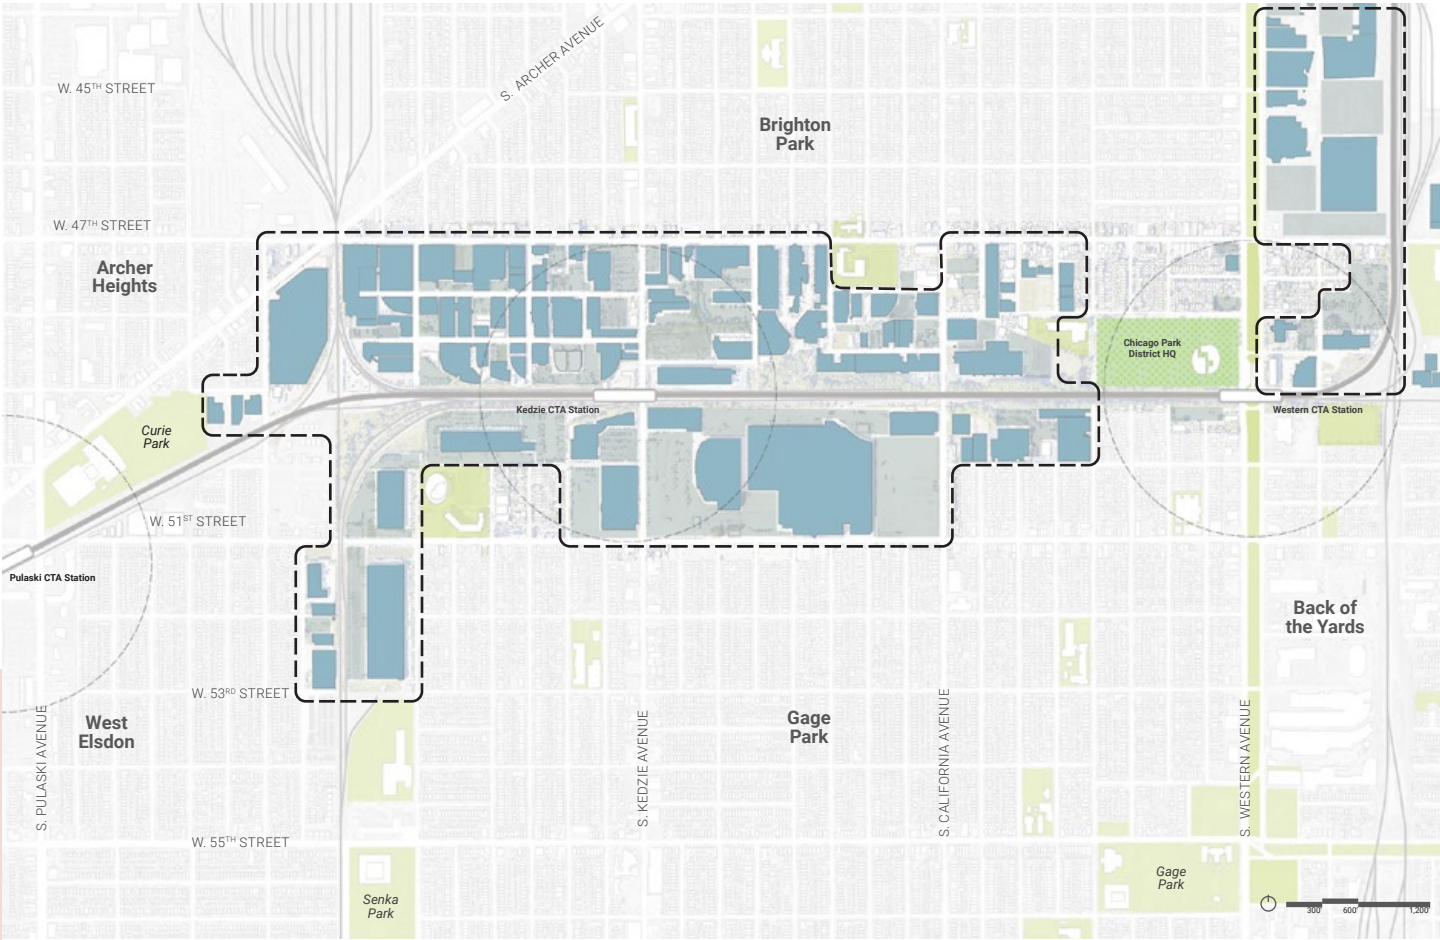 S. ARCHER AVENUE
W. 45TH STREET
Brighton
Park
W. 47TH STREET
Archer
Heights
Chicago Park
District HQ
Kedzie CTA Station
Western CTA Station
Curie
Park
W. 51ST STREET
Pulaski CTA Station
Back of
the Yards
W. 53RD STREET
West
Elsdon
Gage
Park
S. PULASKI AVENUE
S. KEDZIE AVENUE
S. CALIFORNIA AVENUE
S. WESTERN AVENUE
W. 55TH STREET
Senka
Park
Gage
Park
300' 600' 1,200'